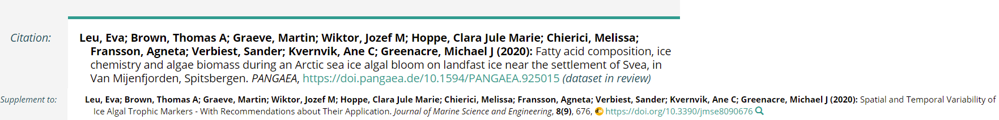 Citation: Leu, Eva; Brown, Thomas A; Graeve, Martin; Wiktor, Jozef M; Hoppe, Clara Jule Marie; Chierici, Melissa;
Fransson, Agneta; Verbiest, Sander; Kvernvik, Ane C; Greenacre, Michael J (2020): Fatty acid composition, ice
chemistry and algae biomass during an Arctic sea ice algal bloom on landfast ice near the settlement of Svea, in
Van Mijenfjorden, Spitsbergen. PANGAEA, https://doi.pangaea.de/10.1594/PANGAEA.925015 (dataset in review)
Supplement to: Leu, Eva; Brown, Thomas A; Graeve, Martin; Wiktor, Jozef M; Hoppe, Clara Jule Marie; Chierici, Melissa; Fransson, Agneta; Verbiest, Sander; Kvernvik, Ane C; Greenacre, Michael J (2020): Spatial and Temporal Variability of
Ice Algal Trophic Markers - With Recommendations about Their Application. Journal of Marine Science and Engineering, 8(9), 676, https://doi.org/10.3390/jmse8090676